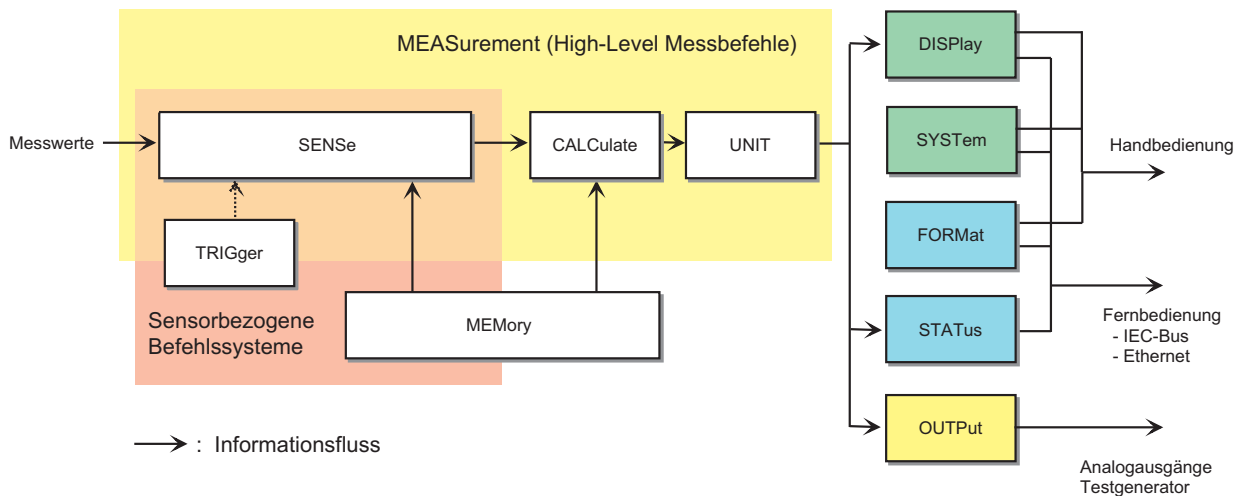 MEASurement (High-Level Messbefehle)
Messwerte
SENSe
CALCulate
UNIT
TRIGger
MEMory
Sensorbezogene
Befehlssysteme
: Informationsfluss
DISPlay
SYSTem
FORMat
STATus
OUTPut
Handbedienung
Fernbedienung
- IEC-Bus
- Ethernet
Analogausgänge
Testgenerator